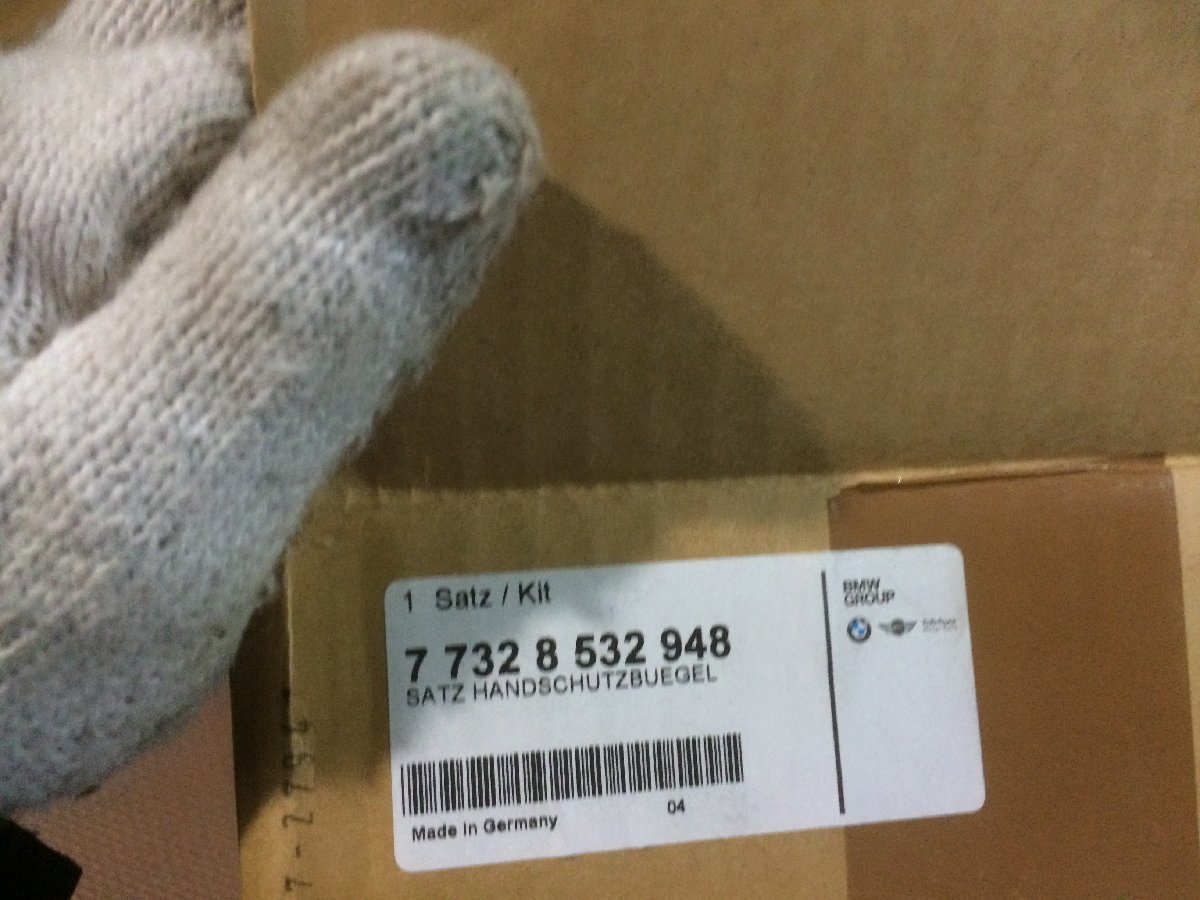 1 Satz / Kit
7 732 8 532 948
SATZ HANDSCHUTZBUEGEL
Made in Germany
04
BMW
GROUP